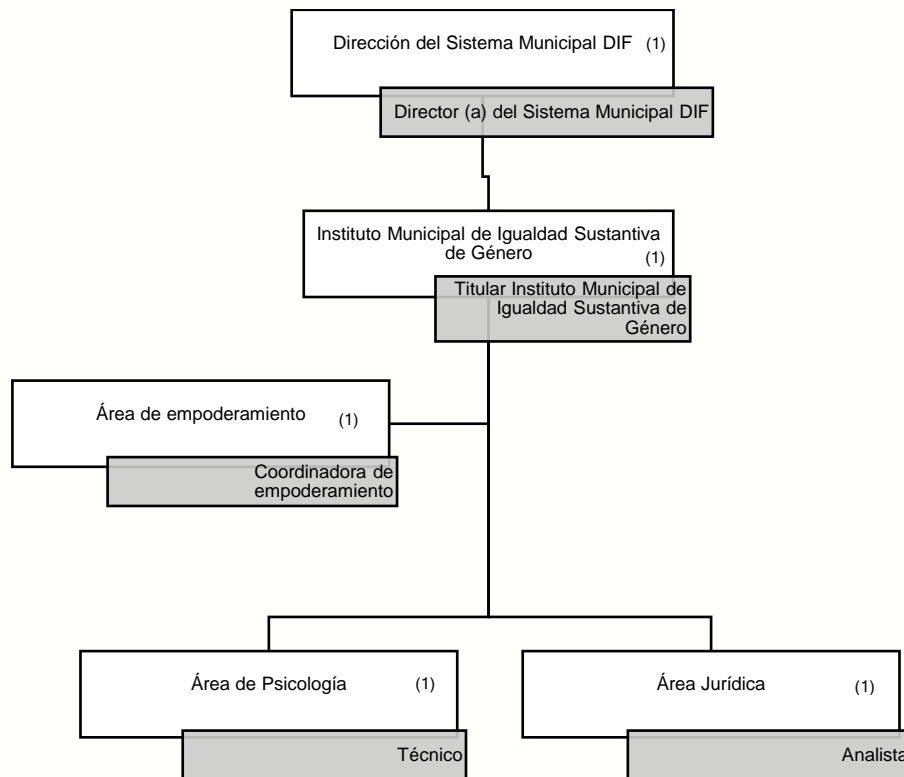 Dirección del Sistema Municipal DIF (1)
Director (a) del Sistema Municipal DIF
Instituto Municipal de Igualdad Sustantiva
de Género
(1)
Titular Instituto Municipal de
Igualdad Sustantiva de
Género
Área de empoderamiento (1)
Coordinadora de
empoderamiento
Área de Psicología (1)
Técnico
Área Jurídica (1)
Analista